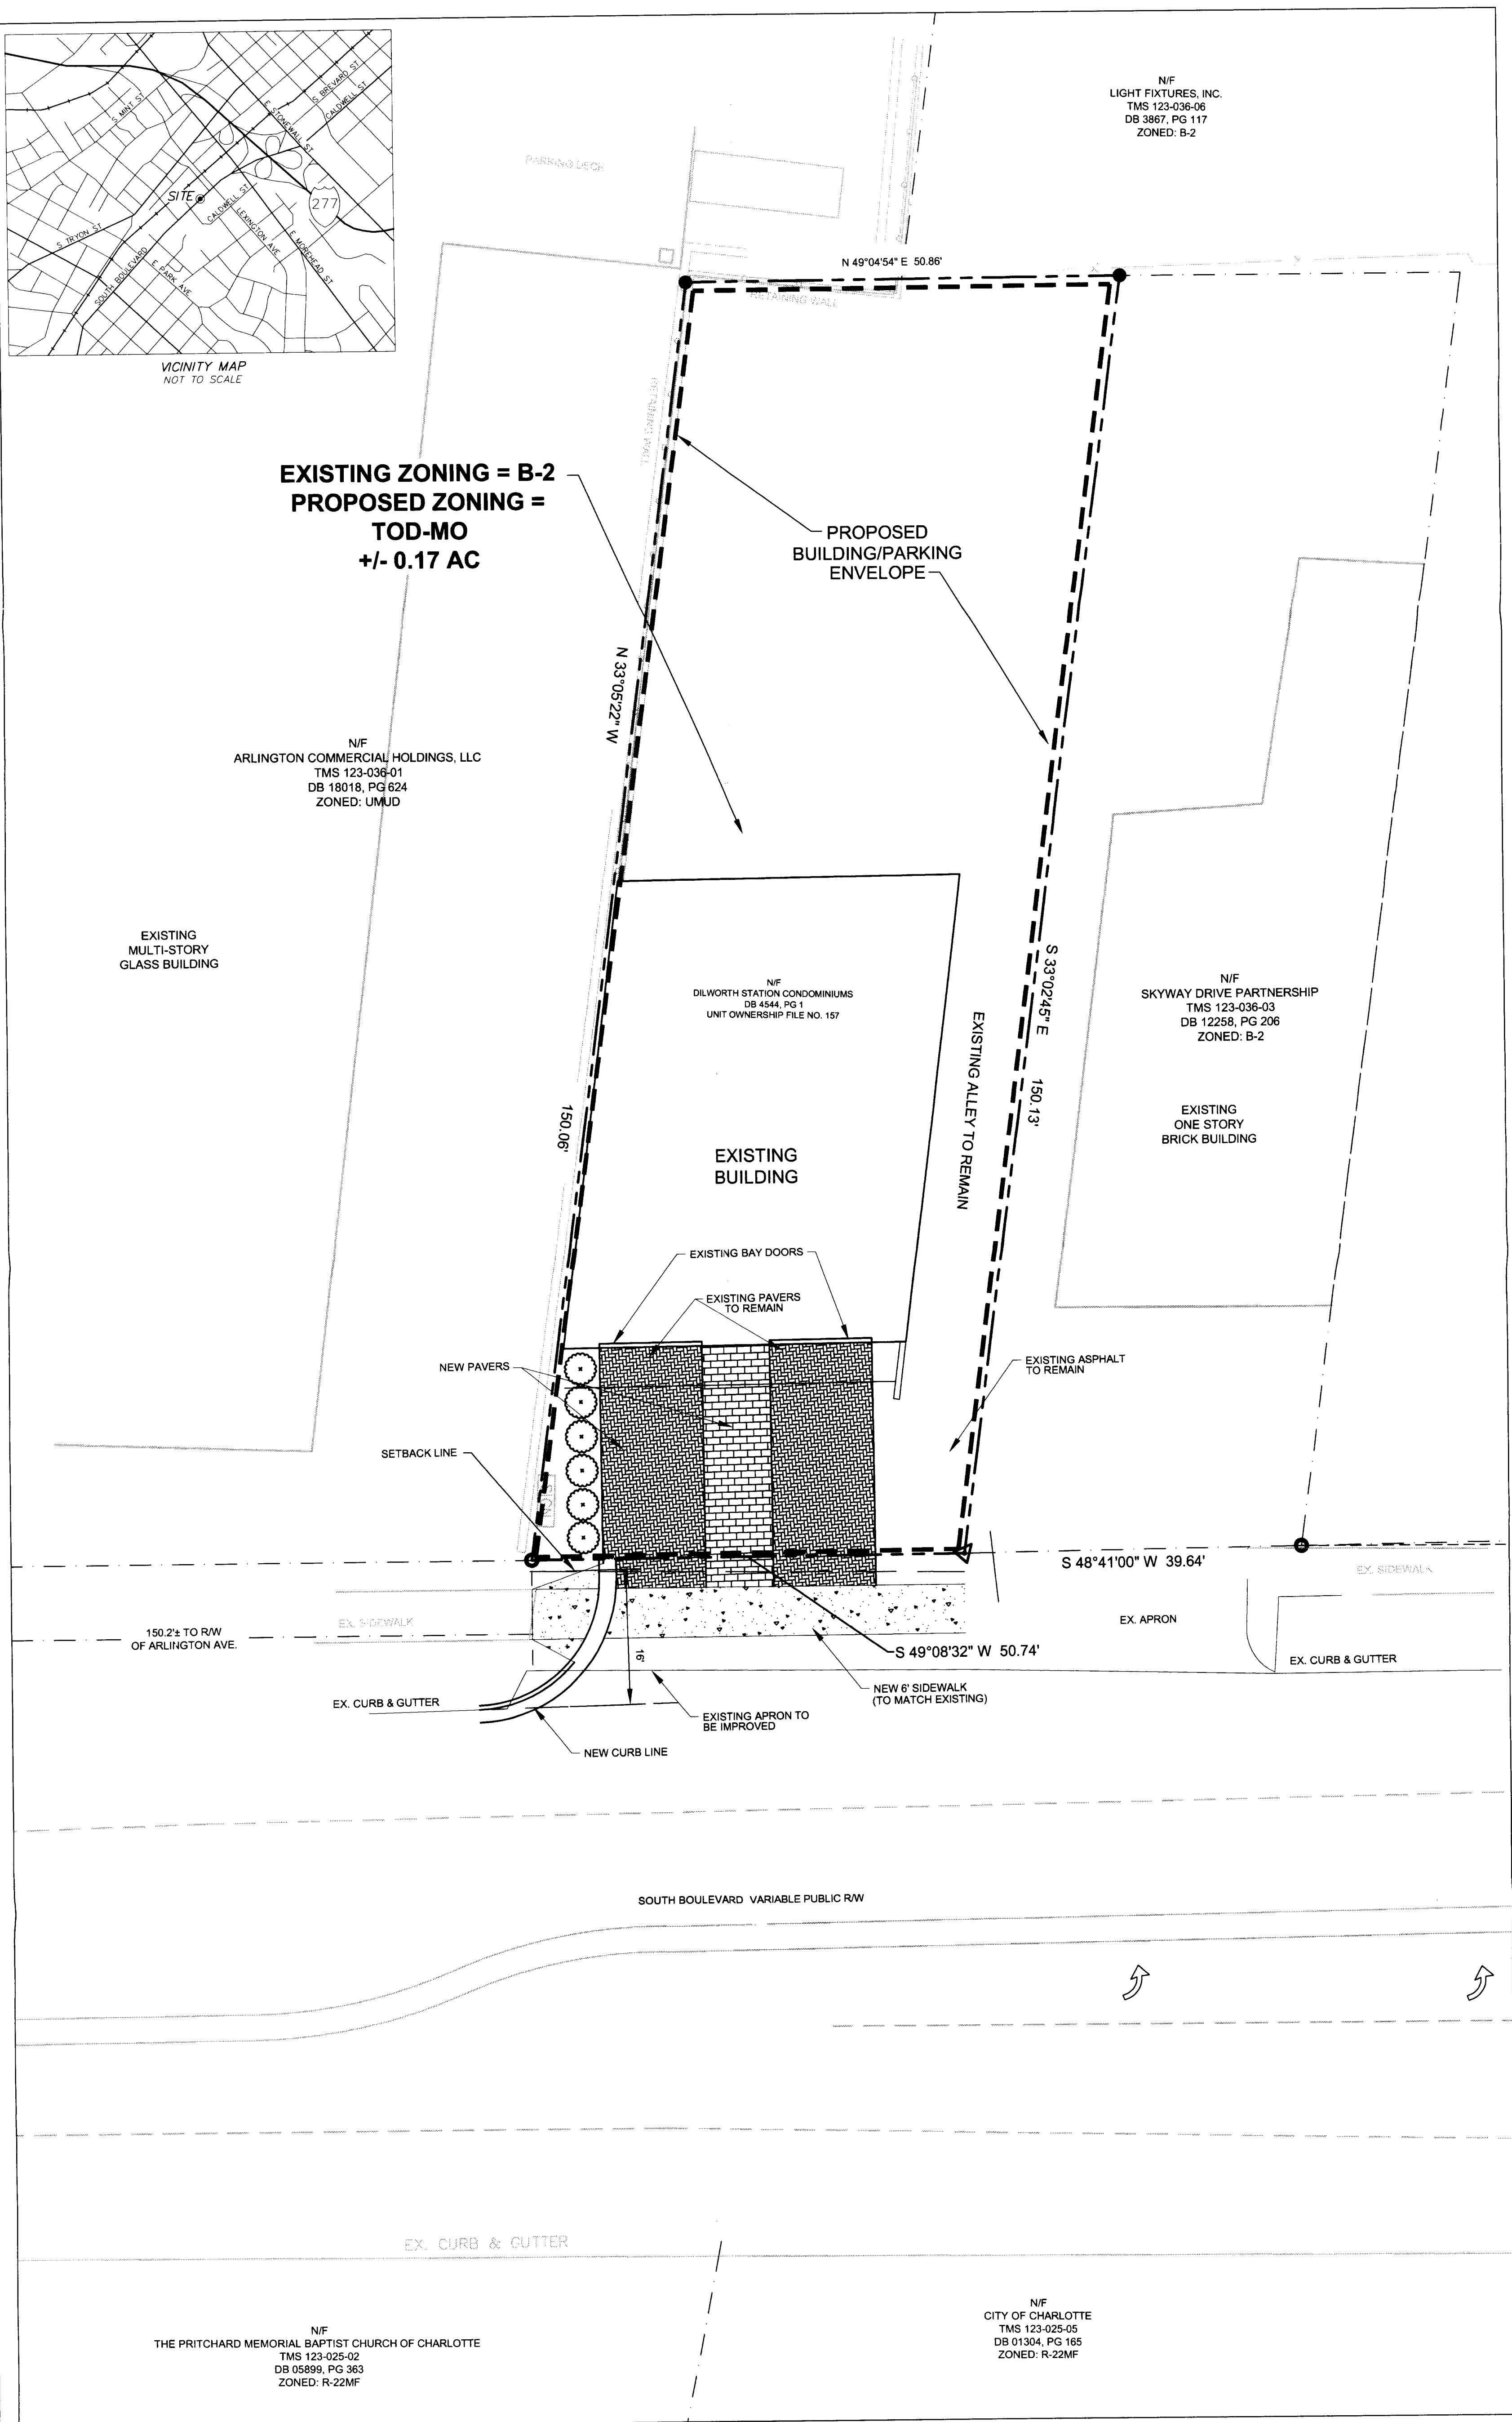 S MINT ST
S BREVARD ST
CALDWELL ST
E STONEWALL ST
SITE
CALDWELL ST
277
LEXINGTON AVE
S TRYON ST
E MOREHEAD ST
SOUTH BOULEVARD
E PARK AVE
VICINITY MAP
NOT TO SCALE
N/F
LIGHT FIXTURES, INC.
TMS 123-036-06
DB 3867, PG 117
ZONED: B-2
PARKING DECK
N 49°04'54" E 50.86'
RETAINING WALL
RETAINING WALL
EXISTING ZONING = B-2
PROPOSED ZONING =
TOD-MO
+/- 0.17 AC
PROPOSED
BUILDING/PARKING
ENVELOPE
N 33°05'22" W
150.06'
N/F
ARLINGTON COMMERCIAL HOLDINGS, LLC
TMS 123-036-01
DB 18018, PG 624
ZONED: UMUD
EXISTING
MULTI-STORY
GLASS BUILDING
N/F
DILWORTH STATION CONDOMINIUMS
DB 4544, PG 1
UNIT OWNERSHIP FILE NO. 157
S 33°02'45" E
150.13'
EXISTING ALLEY TO REMAIN
N/F
SKYWAY DRIVE PARTNERSHIP
TMS 123-036-03
DB 12258, PG 206
ZONED: B-2
EXISTING
ONE STORY
BRICK BUILDING
EXISTING
BUILDING
EXISTING BAY DOORS
EXISTING PAVERS
TO REMAIN
NEW PAVERS
EXISTING ASPHALT
TO REMAIN
SETBACK LINE
SIGN
S 48°41'00" W 39.64'
EX. SIDEWALK
EX. SIDEWALK
150.2'± TO R/W
OF ARLINGTON AVE.
EX. APRON
S 49°08'32" W 50.74'
16'
EX. CURB & GUTTER
EX. CURB & GUTTER
NEW 6' SIDEWALK
(TO MATCH EXISTING)
EXISTING APRON TO
BE IMPROVED
NEW CURB LINE
SOUTH BOULEVARD VARIABLE PUBLIC R/W
EX. CURB & GUTTER
N/F
THE PRITCHARD MEMORIAL BAPTIST CHURCH OF CHARLOTTE
TMS 123-025-02
DB 05899, PG 363
ZONED: R-22MF
N/F
CITY OF CHARLOTTE
TMS 123-025-05
DB 01304, PG 165
ZONED: R-22MF